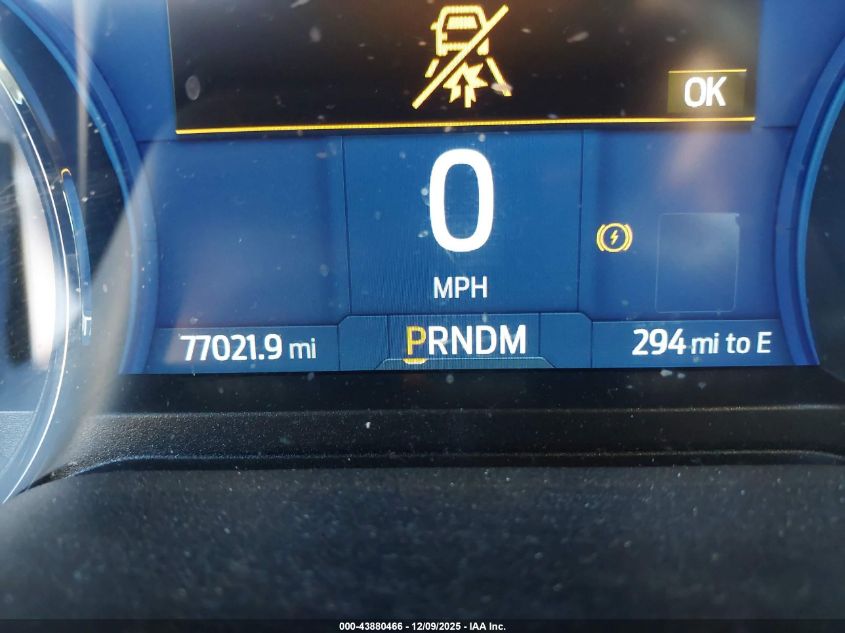 OK
0
MPH
77021.9 mi
PRNDM
294 mi to E
000-43880466 - 12/09/2025 - IAA Inc.